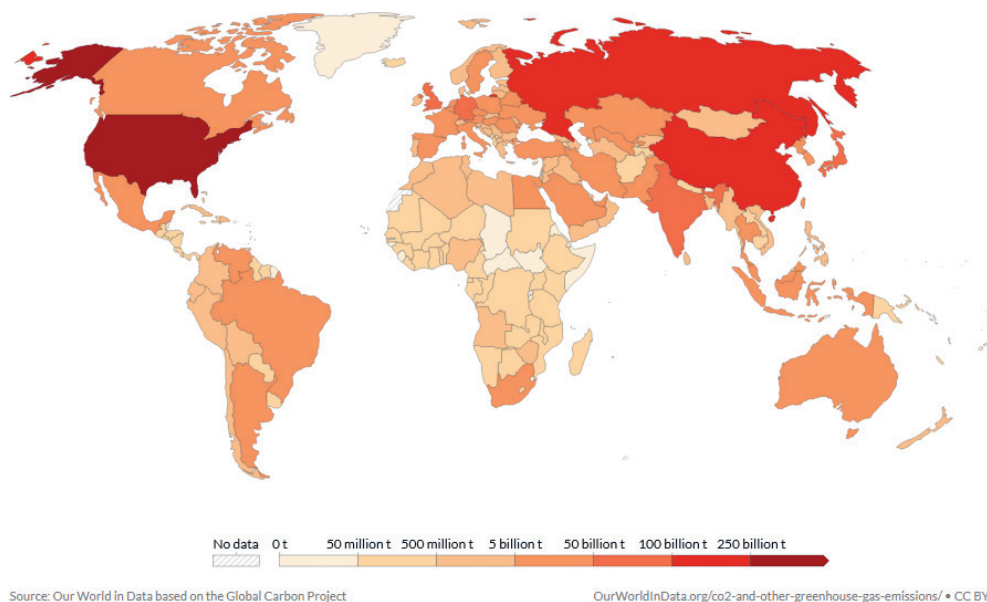 No data 0 t 50 million t 500 million t 5 billion t 50 billion t 100 billion t 250 billion t
Source: Our World in Data based on the Global Carbon Project OurWorldInData.org/co2-and-other-greenhouse-gas-emissions/ • CC BY